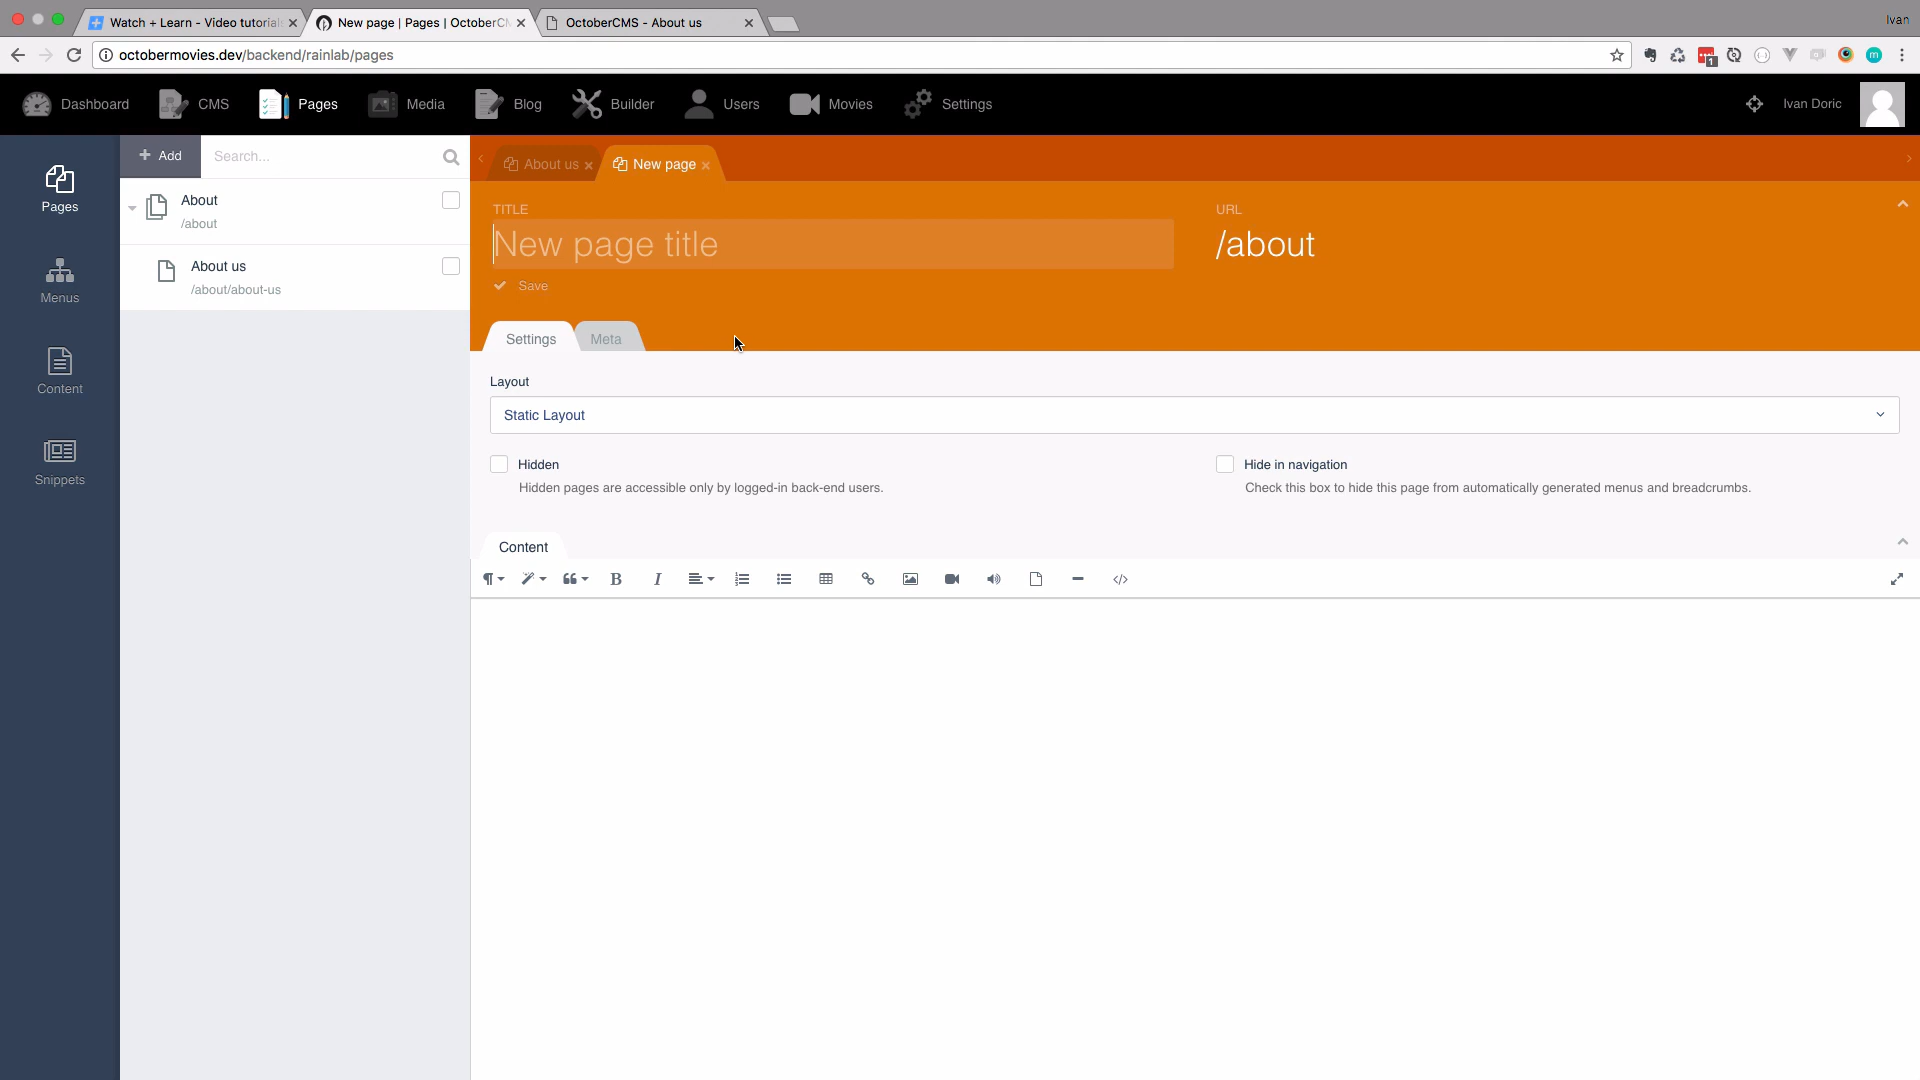 Ivan
Watch + Learn - Video tutorials
New page | Pages | OctoberCM
OctoberCMS - About us
octobermovies.dev/backend/rainlab/pages
1
m
Dashboard
CMS
Pages
Media
Blog
Builder
Users
Movies
Settings
Ivan Doric
Pages
Menus
Content
Snippets
+ Add
Search...
About
/about
About us
/about/about-us
About us
New page
TITLE
New page title
URL
/about
Save
Settings
Meta
Layout
Static Layout
Hidden
Hidden pages are accessible only by logged-in back-end users.
Hide in navigation
Check this box to hide this page from automatically generated menus and breadcrumbs.
Content
B
I